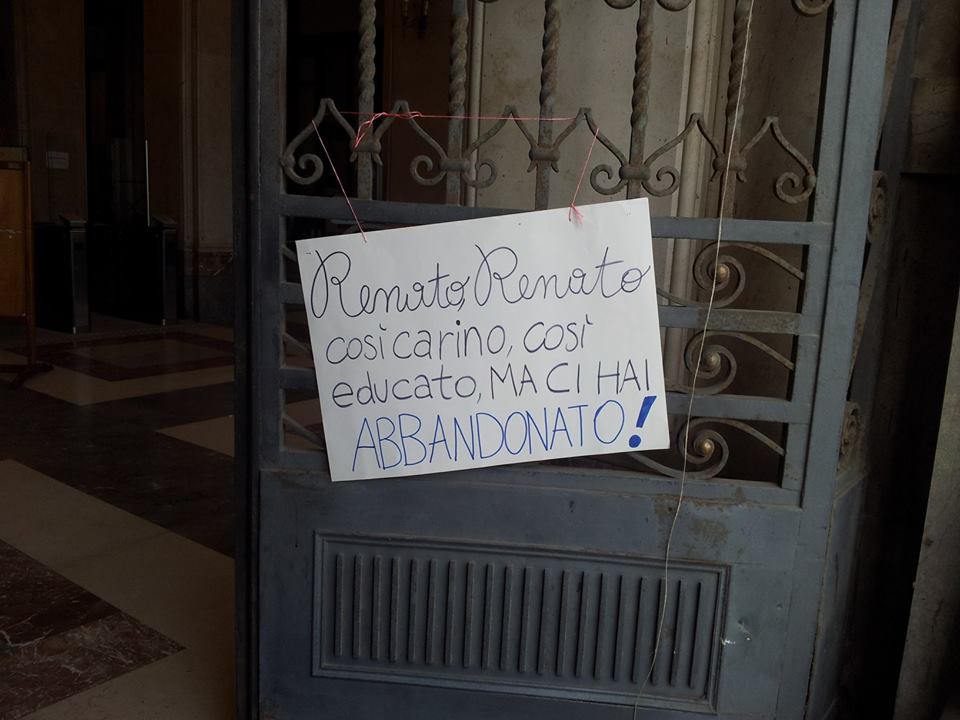 Renato, Renato
così carino, così
educato, MA CI HAI
ABBANDONATO!